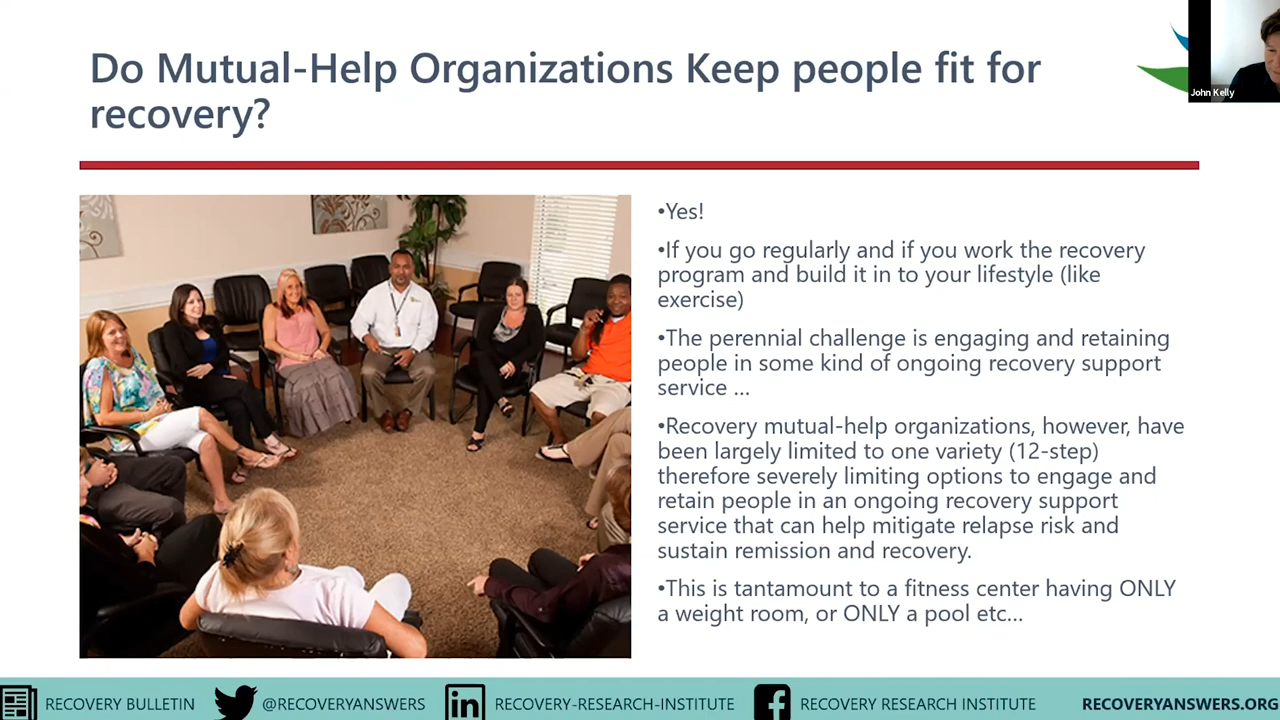 Do Mutual-Help Organizations Keep people fit for
recovery?
John Kelly
•Yes!
•If you go regularly and if you work the recovery
program and build it in to your lifestyle (like
exercise)
•The perennial challenge is engaging and retaining
people in some kind of ongoing recovery support
service ...
•Recovery mutual-help organizations, however, have
been largely limited to one variety (12-step)
therefore severely limiting options to engage and
retain people in an ongoing recovery support
service that can help mitigate relapse risk and
sustain remission and recovery.
•This is tantamount to a fitness center having ONLY
a weight room, or ONLY a pool etc...
RECOVERY BULLETIN @RECOVERYANSWERS in RECOVERY-RESEARCH-INSTITUTE f RECOVERY RESEARCH INSTITUTE RECOVERYANSWERS.ORG